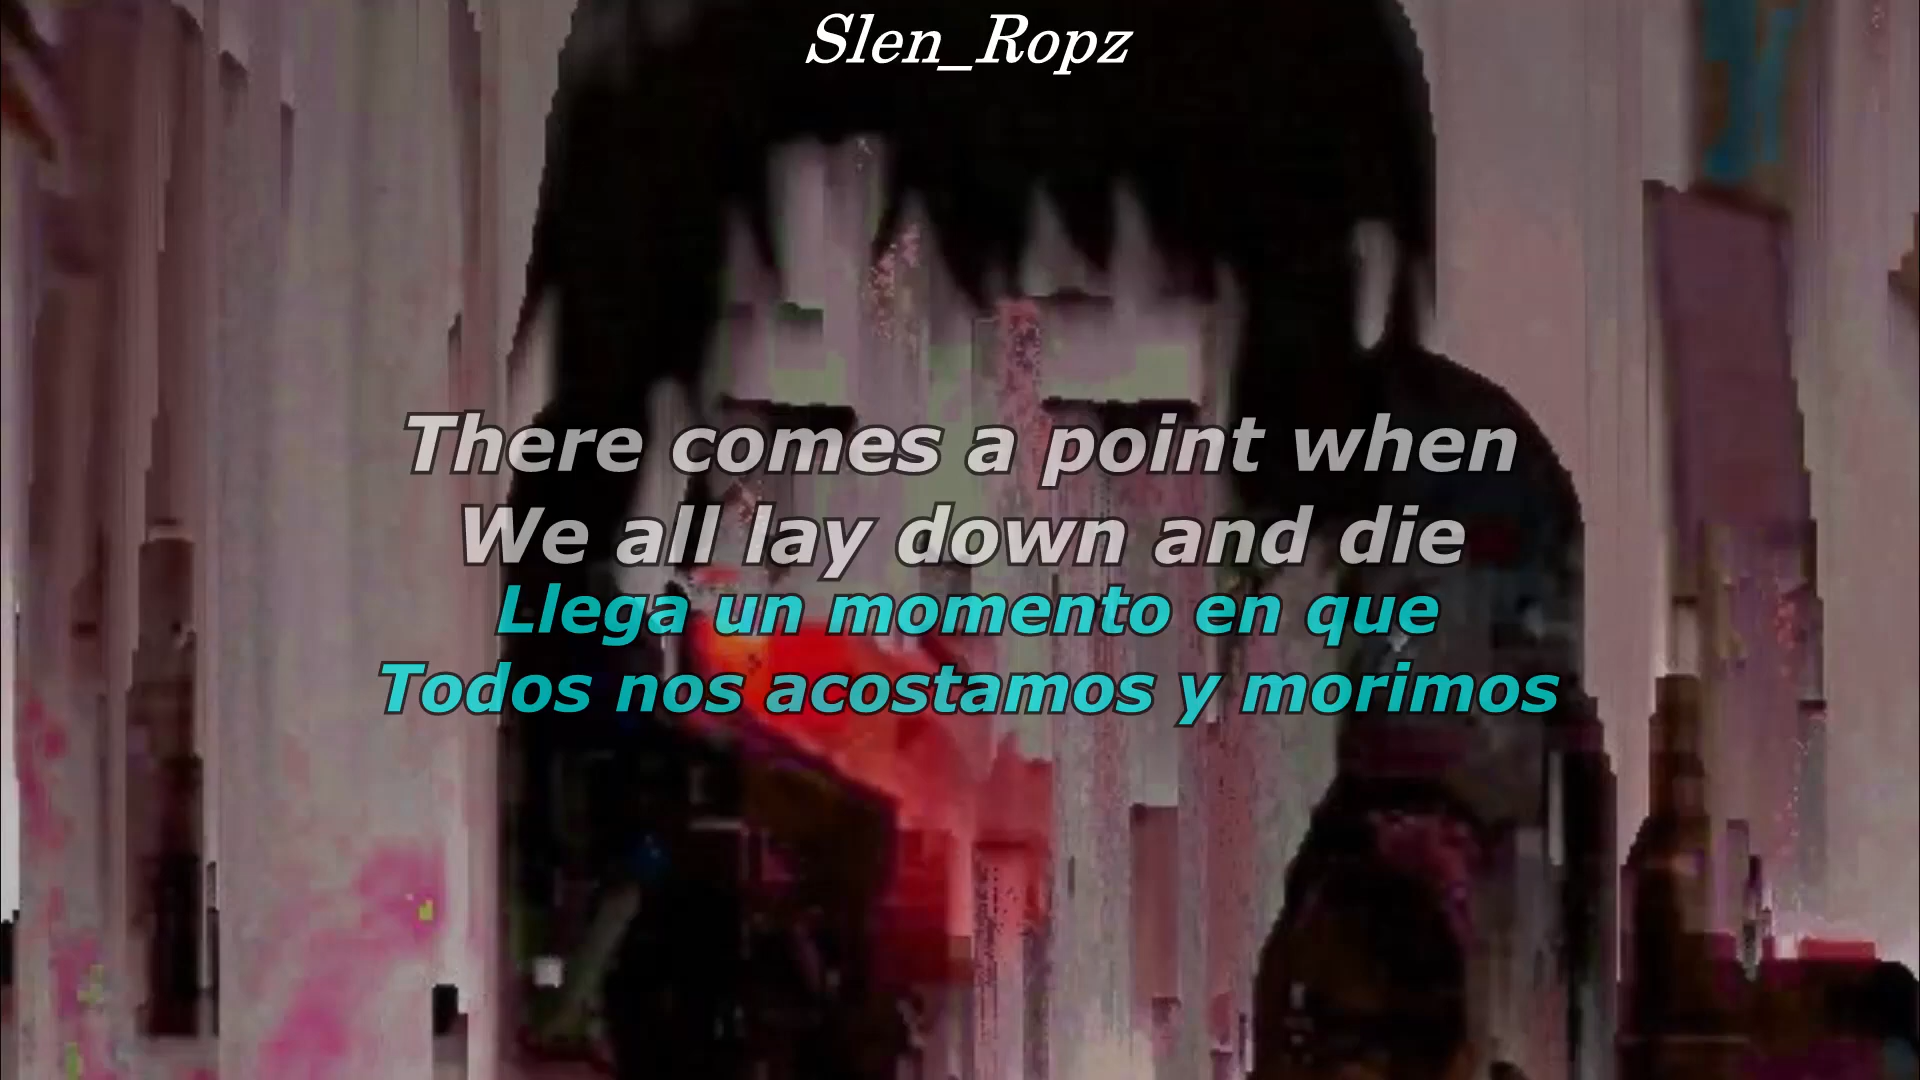 Slen_Ropz
There comes a point when
We all lay down and die
Llega un momento en que
Todos nos acostamos y morimos